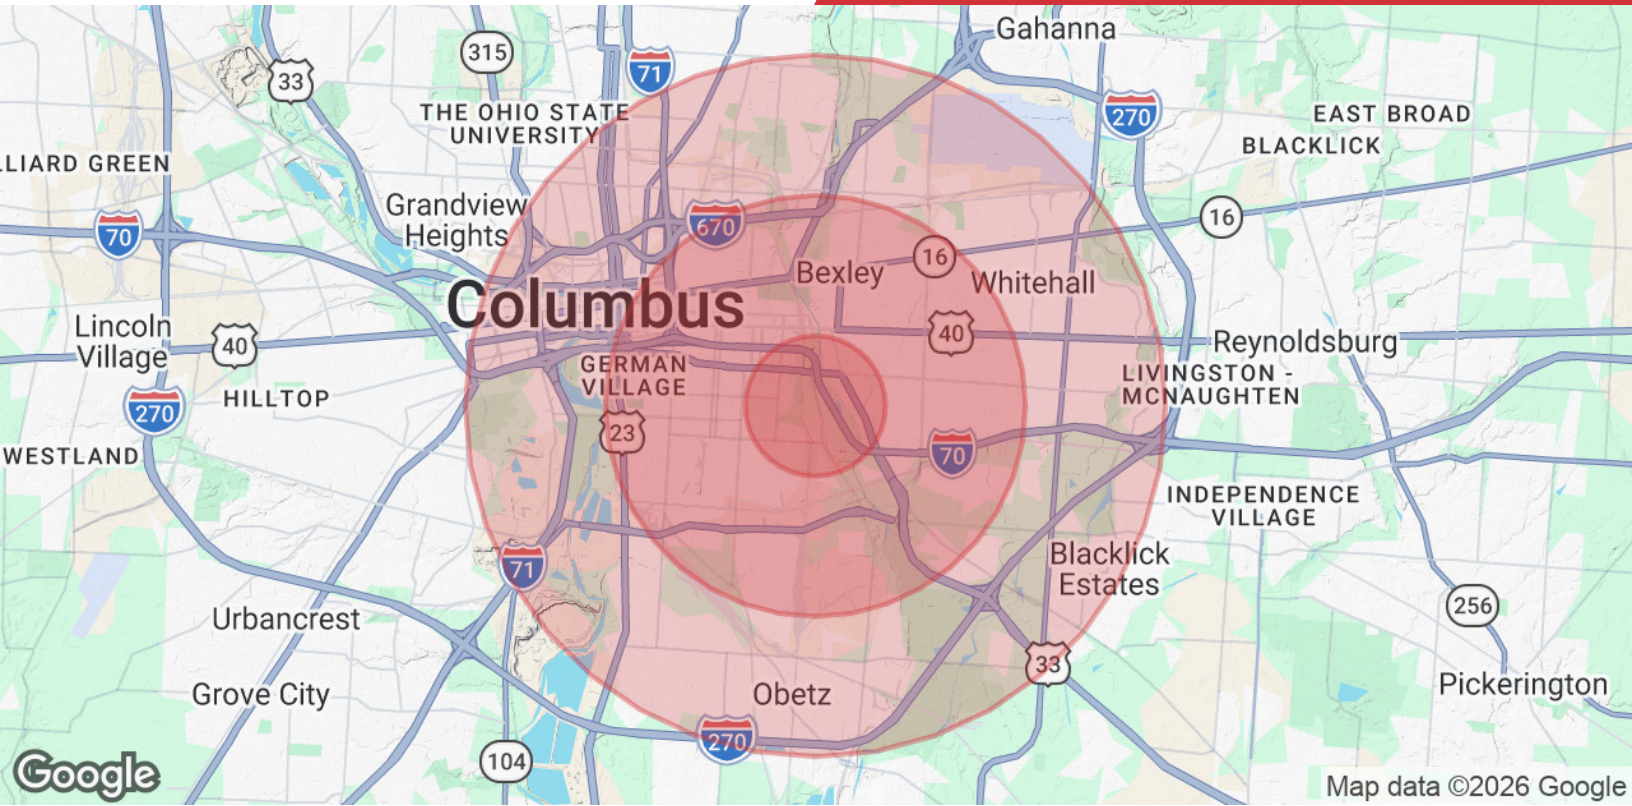 Gahanna
315
33
71
270
THE OHIO STATE
UNIVERSITY
EAST BROAD
BLACKLICK
LLIARD GREEN
Grandview
Heights
16
70
670
16
Bexley
Whitehall
Columbus
Lincoln
Village
40
40
Reynoldsburg
GERMAN
VILLAGE
LIVINGSTON -
MCNAUGHTEN
HILLTOP
270
23
WESTLAND
70
INDEPENDENCE
VILLAGE
71
Blacklick
Estates
Urbancrest
256
33
Grove City
Obetz
Pickerington
270
104
Google
Map data ©2026 Google